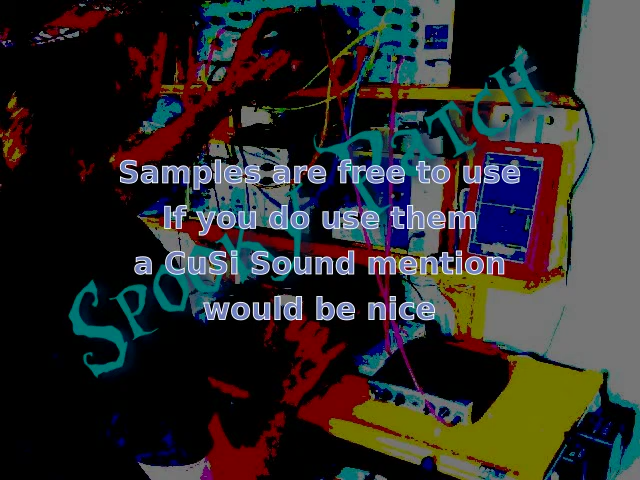 Spooky Patch
Samples are free to use
If you do use them
a CuSi Sound mention
would be nice